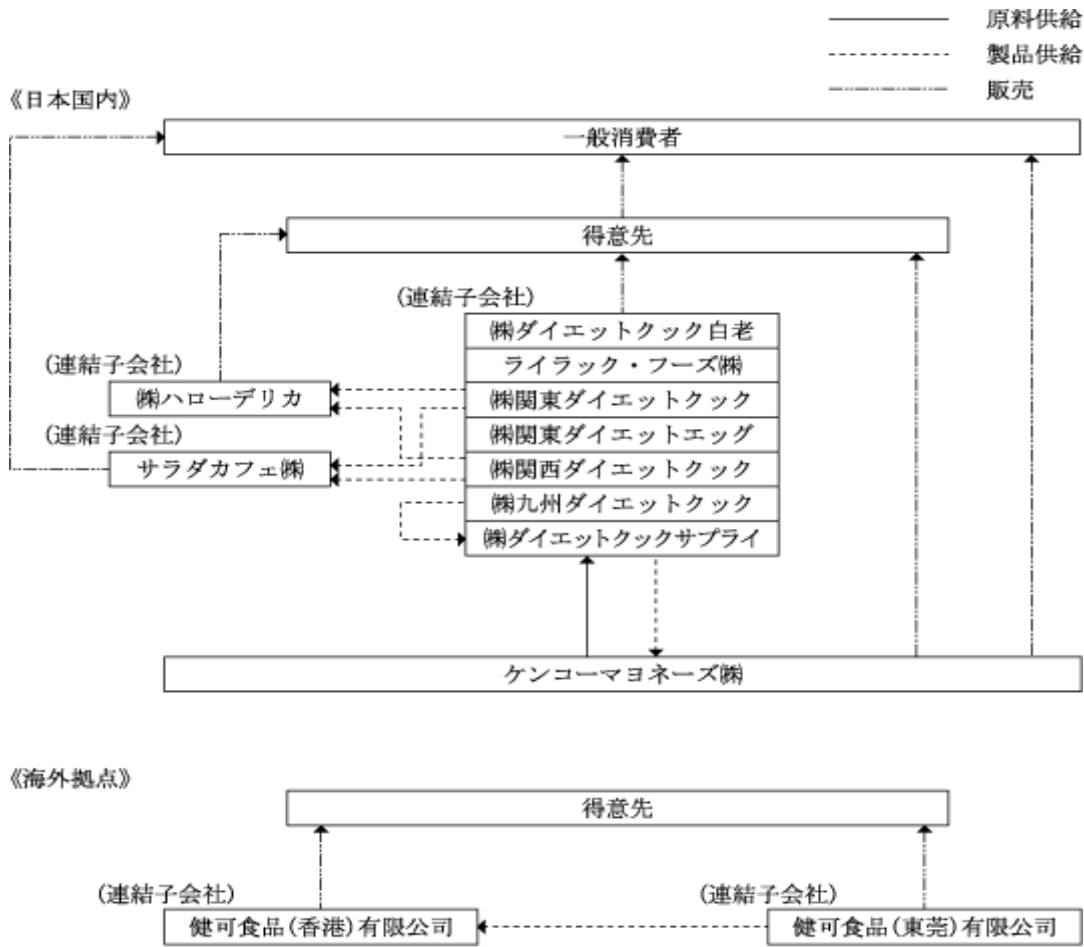 原料供給
製品供給
販売
《日本国内》
一般消費者
得意先
(連結子会社)
㈱ダイエットクック白老
ライラック・フーズ㈱
(連結子会社)
㈱ハローデリカ
㈱関東ダイエットクック
(連結子会社)
㈱関東ダイエットエッグ
サラダカフェ㈱
㈱関西ダイエットクック
㈱九州ダイエットクック
㈱ダイエットクックサプライ
ケンコーマヨネーズ㈱
《海外拠点》
得意先
(連結子会社)
(連結子会社)
健可食品(香港)有限公司
健可食品(東莞)有限公司